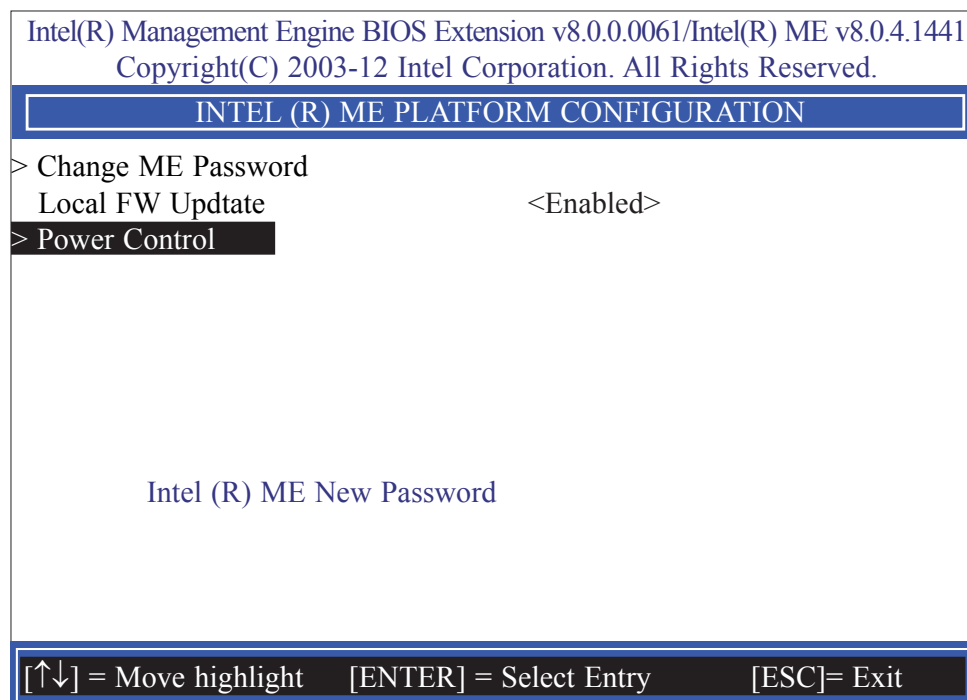 Intel(R) Management Engine BIOS Extension v8.0.0.0061/Intel(R) ME v8.0.4.1441
Copyright(C) 2003-12 Intel Corporation. All Rights Reserved.
INTEL (R) ME PLATFORM CONFIGURATION
> Change ME Password
Local FW Updtate <Enabled>
> Power Control
Intel (R) ME New Password
[↑↓] = Move highlight [ENTER] = Select Entry [ESC]= Exit